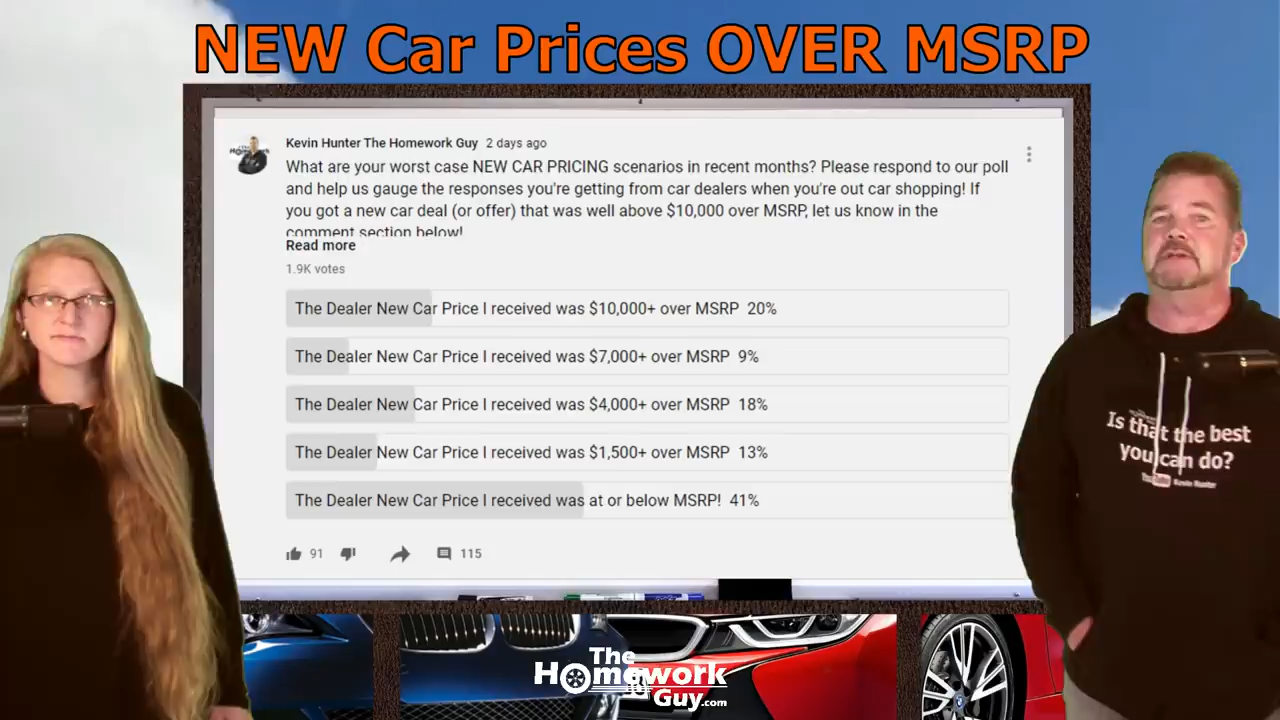 NEW Car Prices OVER MSRP
Kevin Hunter The Homework Guy 2 days ago
What are your worst case NEW CAR PRICING scenarios in recent months? Please respond to our poll
and help us gauge the responses you're getting from car dealers when you're out car shopping! If
you got a new car deal (or offer) that was well above $10,000 over MSRP, let us know in the
comment section below!
Read more
1.9K votes
The Dealer New Car Price I received was $10,000+ over MSRP 20%
The Dealer New Car Price I received was $7,000+ over MSRP 9%
The Dealer New Car Price I received was $4,000+ over MSRP 18%
The Dealer New Car Price I received was $1,500+ over MSRP 13%
The Dealer New Car Price I received was at or below MSRP! 41%
91
115
Is that the best
you can do?
YouTube Kevin Hunter
The
Homework
Guy.com